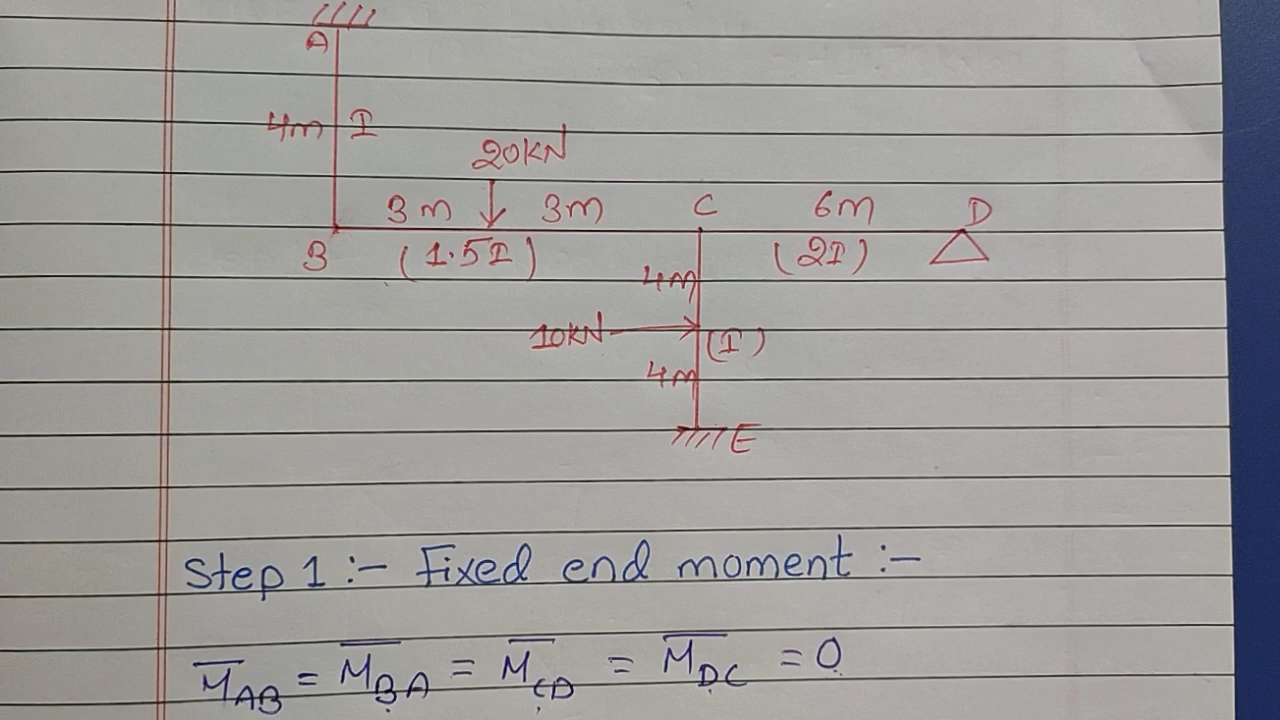 A
4m I
20KN
3m 3m C 6m D
B (1.5I) (2I)
4m
10KN (I)
4m
E
Step 1 :- Fixed end moment :-
M̅AB = M̅BA = M̅CD = M̅DC = 0